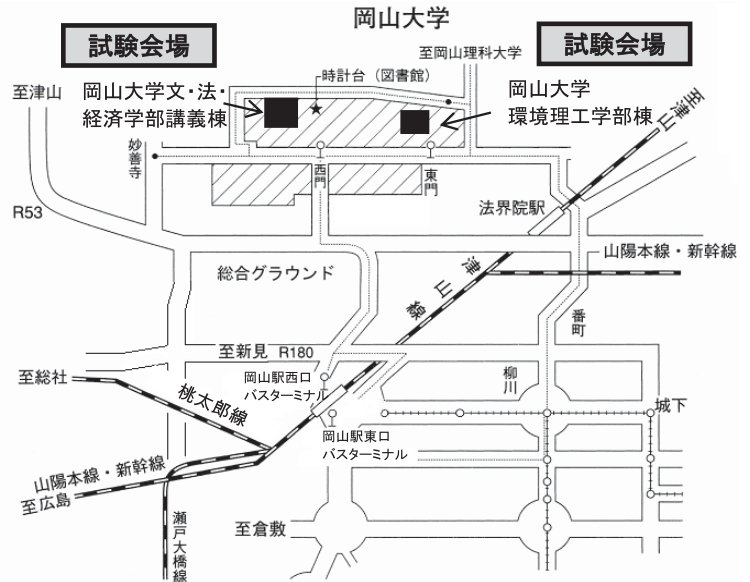 岡山大学
試験会場
試験会場
至岡山理科大学
時計台（図書館）
至津山
岡山大学文・法・
経済学部講義棟
岡山大学
環境理工学部棟
至津山
妙善寺
西門
東門
法界院駅
R53
総合グラウンド
津山線
山陽本線・新幹線
番町
至新見 R180
至総社
岡山駅西口
バスターミナル
柳川
城下
桃太郎線
岡山駅東口
バスターミナル
山陽本線・新幹線
至広島
瀬戸大橋線
至倉敷